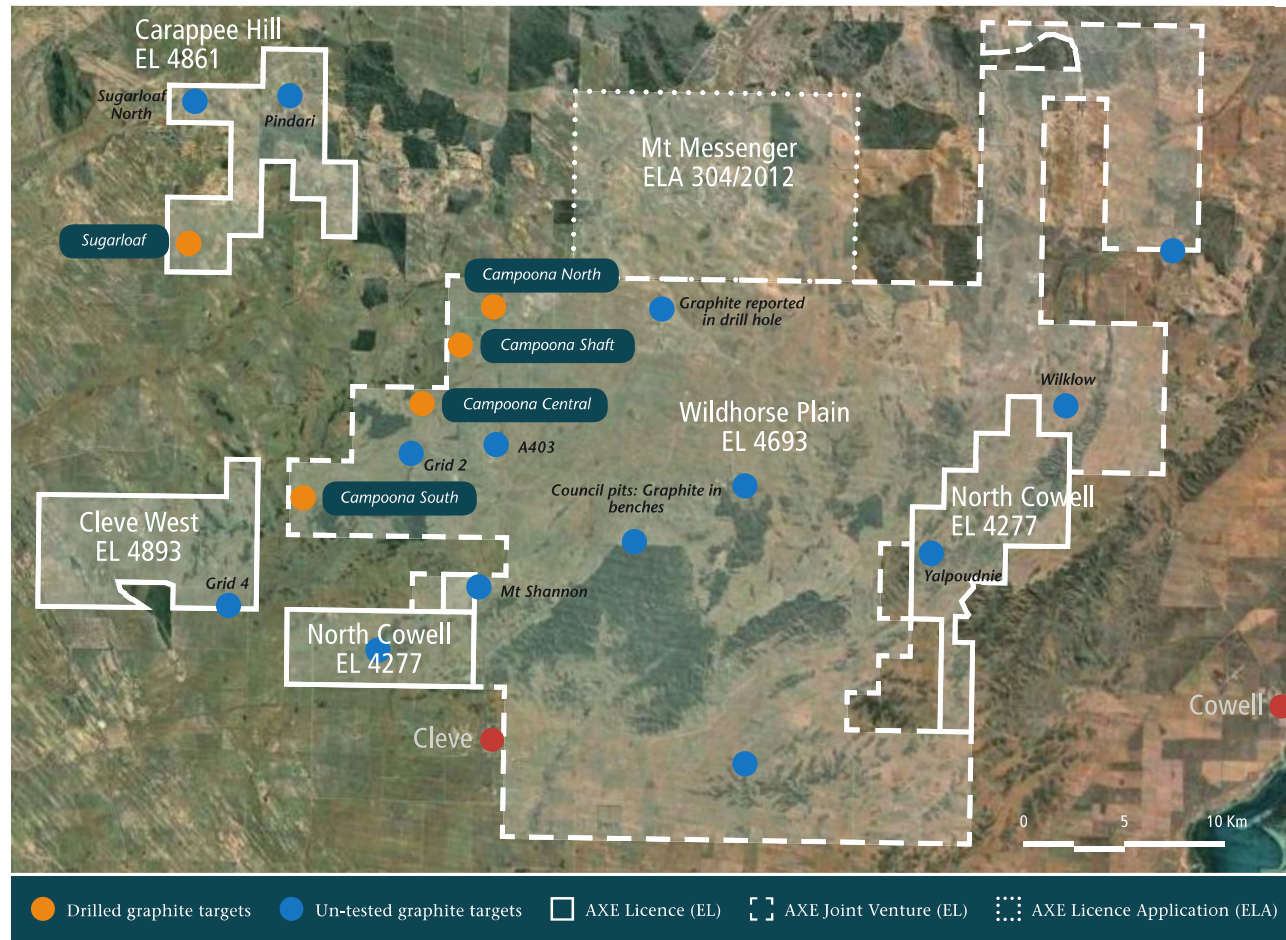 Carappee Hill
EL 4861
Sugarloaf
North
Pindari
Mt Messenger
ELA 304/2012
Sugarloaf
Campoona North
Graphite reported
in drill hole
Campoona Shaft
Wilklow
Campoona Central
Wildhorse Plain
EL 4693
A403
Grid 2
Council pits: Graphite in
benches
Campoona South
North Cowell
EL 4277
Cleve West
EL 4893
Yalpoudnie
Grid 4
Mt Shannon
North Cowell
EL 4277
Cowell
Cleve
0 5 10 Km
Drilled graphite targets
Un-tested graphite targets
AXE Licence (EL)
AXE Joint Venture (EL)
AXE Licence Application (ELA)